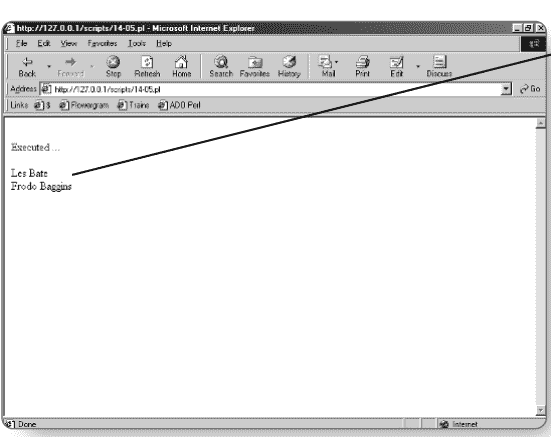 http://127.0.0.1/scripts/14-05.pl - Microsoft Internet Explorer
File Edit View Favorites Tools Help
Back Forward Stop Refresh Home Search Favorites History Mail Print Edit Discuss
Address http://127.0.0.1/scripts/14-05.pl Go
Links $ Flowergram Traino ADO Perl
Executed ...
Les Bate
Frodo Baggins
Done Internet